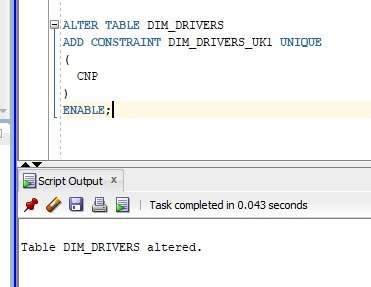 ALTER TABLE DIM_DRIVERS
ADD CONSTRAINT DIM_DRIVERS_UK1 UNIQUE
(
CNP
)
ENABLE;
Script Output x
Task completed in 0.043 seconds
Table DIM_DRIVERS altered.